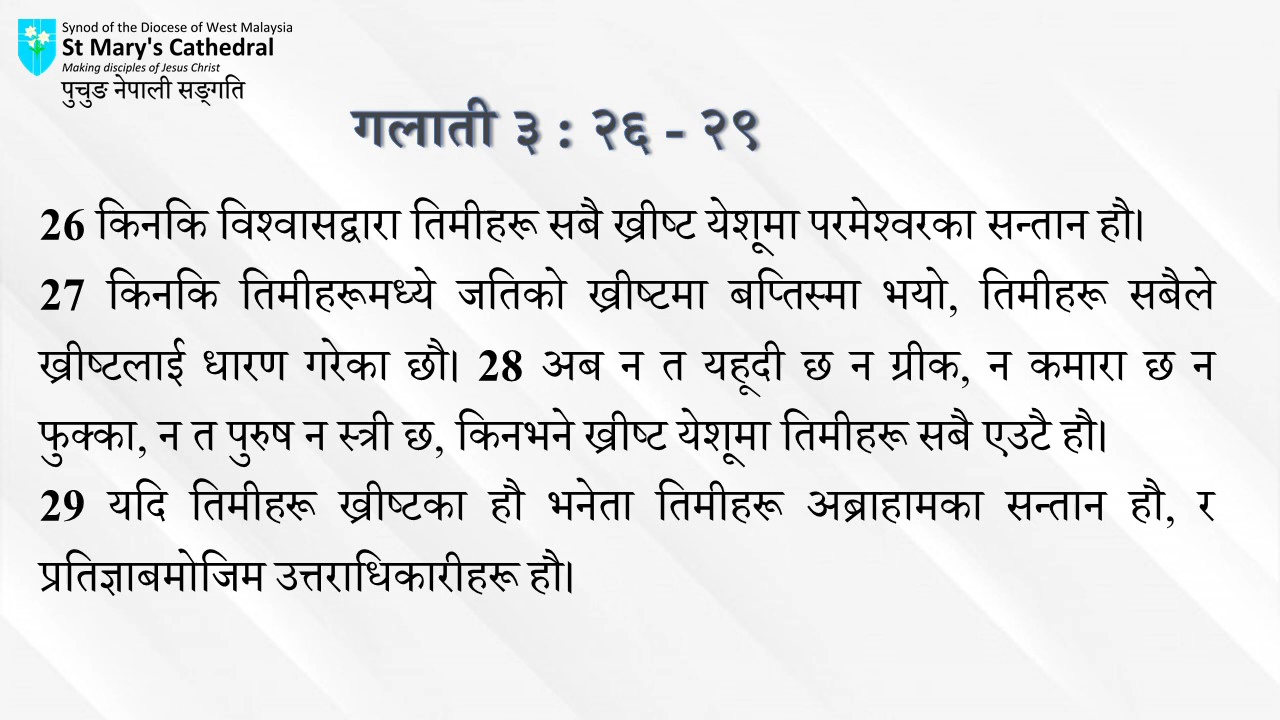 Synod of the Diocese of West Malaysia
St Mary's Cathedral
Making disciples of Jesus Christ
पुचुङ नेपाली सङ्गति
गलाती ३ : २६ - २९
26 किनकि विश्वासद्वारा तिमीहरू सबै ख्रीष्ट येशूमा परमेश्वरका सन्तान हौ।
27 किनकि तिमीहरूमध्ये जतिको ख्रीष्टमा बप्तिस्मा भयो, तिमीहरू सबैले
ख्रीष्टलाई धारण गरेका छौ। 28 अब न त यहूदी छ न ग्रीक, न कमारा छ न
फुक्का, न त पुरुष न स्त्री छ, किनभने ख्रीष्ट येशूमा तिमीहरू सबै एउटै हौ।
29 यदि तिमीहरू ख्रीष्टका हौ भनेता तिमीहरू अब्राहामका सन्तान हौ, र
प्रतिज्ञाबमोजिम उत्तराधिकारीहरू हौ।